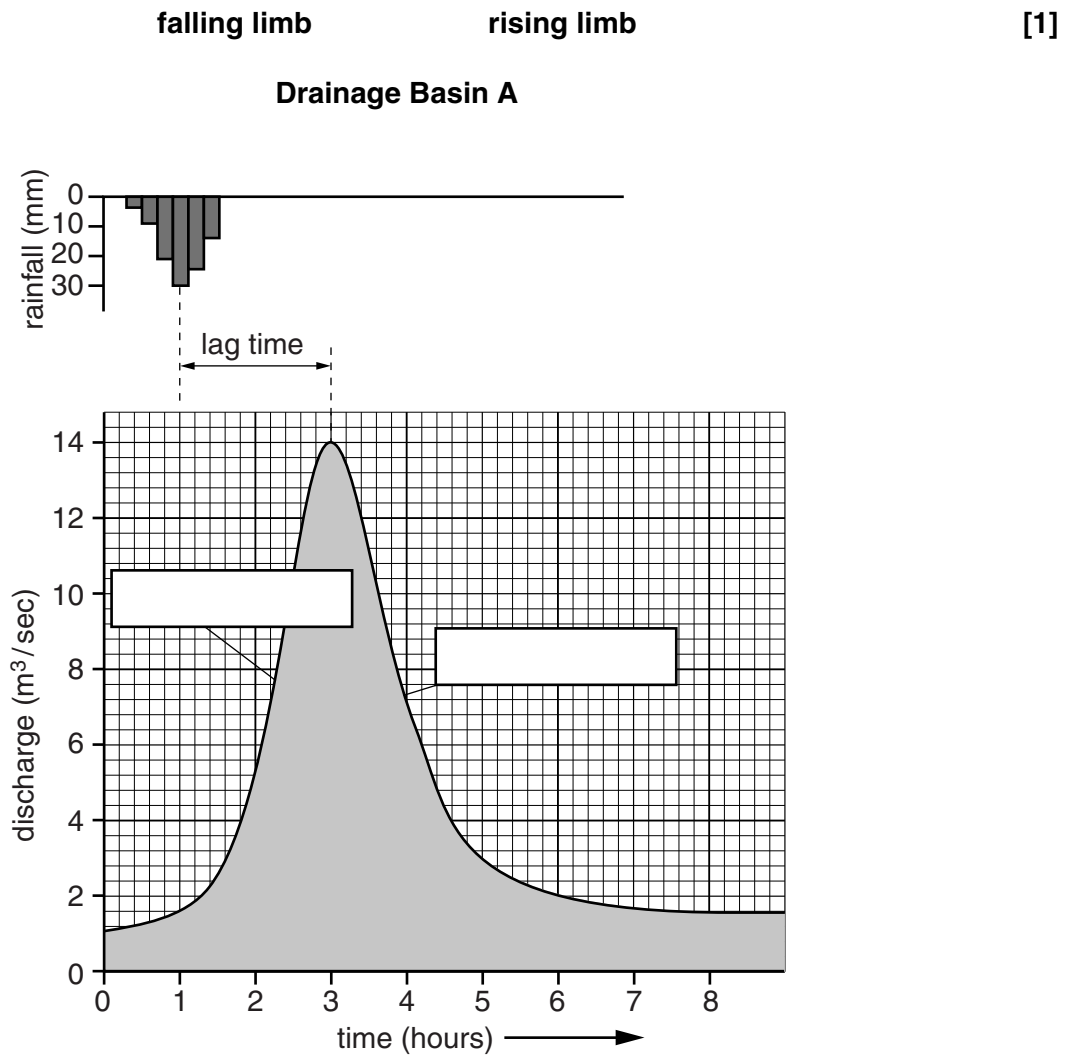 falling limb rising limb [1]
Drainage Basin A
rainfall (mm)
0
10
20
30
lag time
discharge (m³/sec)
14
12
10
8
6
4
2
0
0 1 2 3 4 5 6 7 8
time (hours)